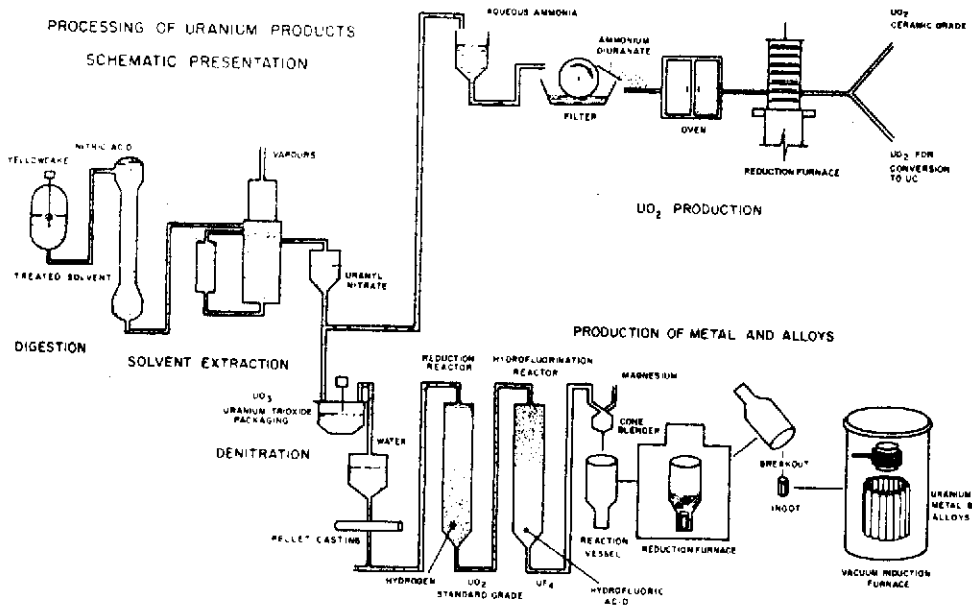 PROCESSING OF URANIUM PRODUCTS
SCHEMATIC PRESENTATION
AQUEOUS AMMONIA
AMMONIUM
DIURANATE
FILTER
OVEN
REDUCTION FURNACE
UO2
CERAMIC GRADE
UO2 FOR
CONVERSION
TO UC
UO2 PRODUCTION
YELLOWCAKE
NITRIC ACID
VAPOURS
TREATED SOLVENT
URANYL
NITRATE
DIGESTION
SOLVENT EXTRACTION
UO3
URANIUM TRIOXIDE
PACKAGING
DENITRATION
WATER
PELLET CASTING
PRODUCTION OF METAL AND ALLOYS
REDUCTION
REACTOR
HYDROFLUORINATION
REACTOR
MAGNESIUM
CONE
BLENDER
HYDROGEN
UO2
STANDARD GRADE
UF4
HYDROFLUORIC
ACID
REACTION
VESSEL
REDUCTION FURNACE
BREAKOUT
INGOT
URANIUM
METAL &
ALLOYS
VACUUM INDUCTION
FURNACE